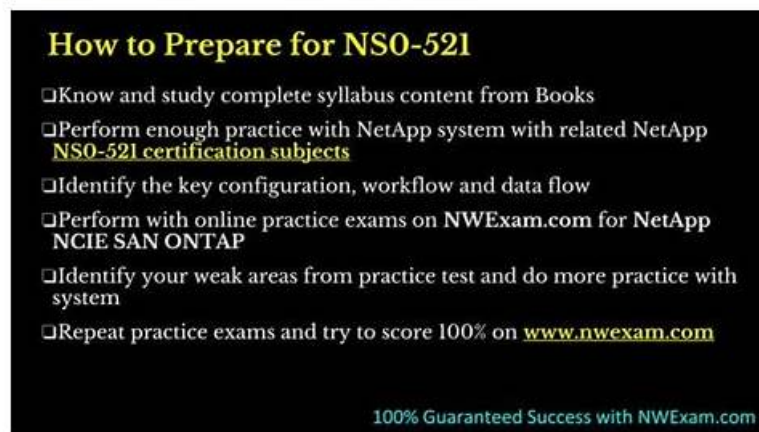 How to Prepare for NS0-521
❑Know and study complete syllabus content from Books
❑Perform enough practice with NetApp system with related NetApp
NS0-521 certification subjects
❑Identify the key configuration, workflow and data flow
❑Perform with online practice exams on NWExam.com for NetApp
NCIE SAN ONTAP
❑Identify your weak areas from practice test and do more practice with
system
❑Repeat practice exams and try to score 100% on www.nwexam.com
100% Guaranteed Success with NWExam.com